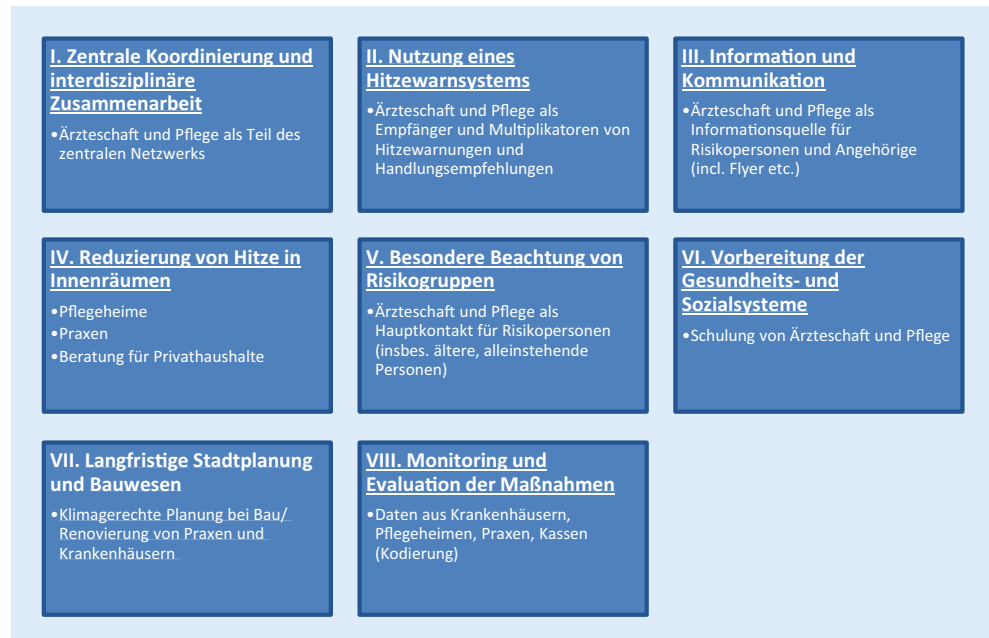 I. Zentrale Koordinierung und
interdisziplinäre
Zusammenarbeit
•Ärzteschaft und Pflege als Teil des
zentralen Netzwerks
II. Nutzung eines
Hitzewarnsystems
•Ärzteschaft und Pflege als
Empfänger und Multiplikatoren von
Hitzewarnungen und
Handlungsempfehlungen
III. Information und
Kommunikation
•Ärzteschaft und Pflege als
Informationsquelle für
Risikopersonen und Angehörige
(incl. Flyer etc.)
IV. Reduzierung von Hitze in
Innenräumen
•Pflegeheime
•Praxen
•Beratung für Privathaushalte
V. Besondere Beachtung von
Risikogruppen
•Ärzteschaft und Pflege als
Hauptkontakt für Risikopersonen
(insbes. ältere, alleinstehende
Personen)
VI. Vorbereitung der
Gesundheits- und
Sozialsysteme
•Schulung von Ärzteschaft und Pflege
VII. Langfristige Stadtplanung
und Bauwesen
•Klimagerechte Planung bei Bau/
Renovierung von Praxen und
Krankenhäusern
VIII. Monitoring und
Evaluation der Maßnahmen
•Daten aus Krankenhäusern,
Pflegeheimen, Praxen, Kassen
(Kodierung)